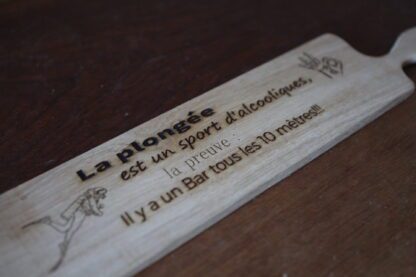 La plongée
est un sport d'alcooliques,
la preuve :
Il y a un Bar tous les 10 mètres!!!